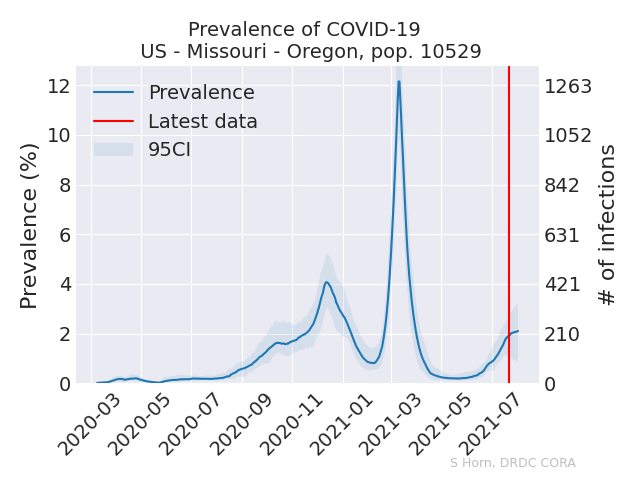 Prevalence of COVID-19
US - Missouri - Oregon, pop. 10529
Prevalence
Latest data
95CI
Prevalence (%)
12
10
8
6
4
2
0
1263
1052
842
631
421
210
0
# of infections
2020-03
2020-05
2020-07
2020-09
2020-11
2021-01
2021-03
2021-05
2021-07
S Horn, DRDC CORA